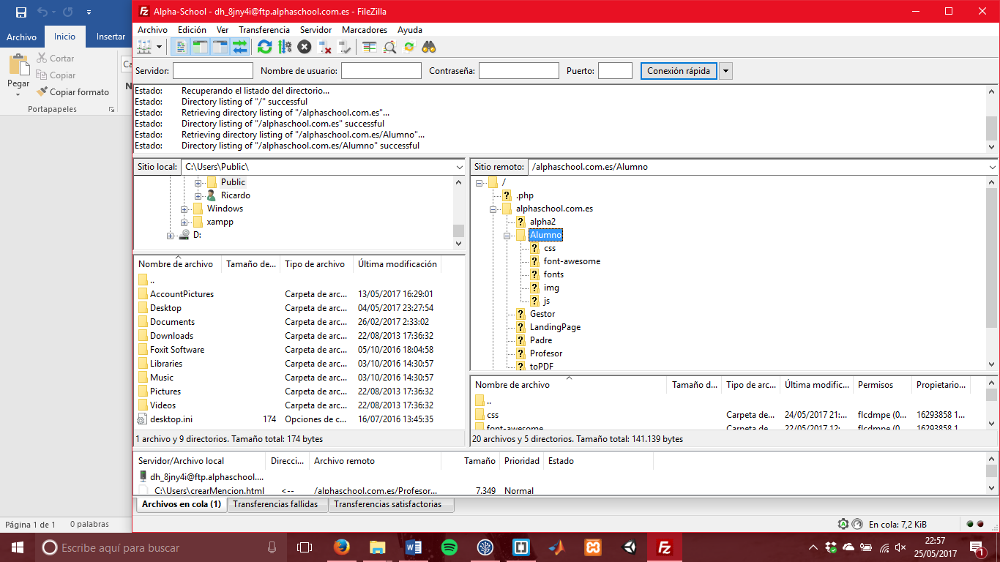 Alpha-School - dh_8jny4i@ftp.alphaschool.com.es - FileZilla
Archivo Inicio Insertar
Cortar
Copiar
Pegar
Copiar formato
Portapapeles
Ca
N
Archivo Edición Ver Transferencia Servidor Marcadores Ayuda
Servidor: Nombre de usuario: Contraseña: Puerto: Conexión rápida
Estado: Recuperando el listado del directorio...
Estado: Directory listing of "/" successful
Estado: Retrieving directory listing of "/alphaschool.com.es"...
Estado: Directory listing of "/alphaschool.com.es" successful
Estado: Retrieving directory listing of "/alphaschool.com.es/Alumno"...
Estado: Directory listing of "/alphaschool.com.es/Alumno" successful
Sitio local: C:\Users\Public\
Public
Ricardo
Windows
xampp
D:
Nombre de archivo Tamaño de... Tipo de archivo Última modificación
..
AccountPictures Carpeta de arc... 13/05/2017 16:29:01
Desktop Carpeta de arc... 04/05/2017 23:27:54
Documents Carpeta de arc... 26/02/2017 2:33:02
Downloads Carpeta de arc... 22/08/2013 17:36:32
Foxit Software Carpeta de arc... 05/10/2016 18:04:58
Libraries Carpeta de arc... 03/10/2016 14:30:57
Music Carpeta de arc... 03/10/2016 14:30:57
Pictures Carpeta de arc... 22/08/2013 17:36:32
Videos Carpeta de arc... 22/08/2013 17:36:32
desktop.ini 174 Opciones de c... 16/07/2016 13:45:35
1 archivo y 9 directorios. Tamaño total: 174 bytes
Sitio remoto: /alphaschool.com.es/Alumno
/
.php
alphaschool.com.es
alpha2
Alumno
css
font-awesome
fonts
img
js
Gestor
LandingPage
Padre
Profesor
toPDF
Nombre de archivo Tamaño d... Tipo de arc... Última modific... Permisos Propietario...
..
css Carpeta de... 24/05/2017 21:... flcdmpe (0... 16293858 1...
font-awesome Carpeta de... 22/05/2017 12:... flcdmpe (0... 16293858 1...
20 archivos y 5 directorios. Tamaño total: 141.139 bytes
Servidor/Archivo local Direcci... Archivo remoto Tamaño Prioridad Estado
dh_8jny4i@ftp.alphaschool....
C:\Users\crearMencion.html <-- /alphaschool.com.es/Profesor... 7.349 Normal
Archivos en cola (1) Transferencias fallidas Transferencias satisfactorias
En cola: 7,2 KiB
Página 1 de 1 0 palabras
Escribe aquí para buscar
22:57
25/05/2017
1